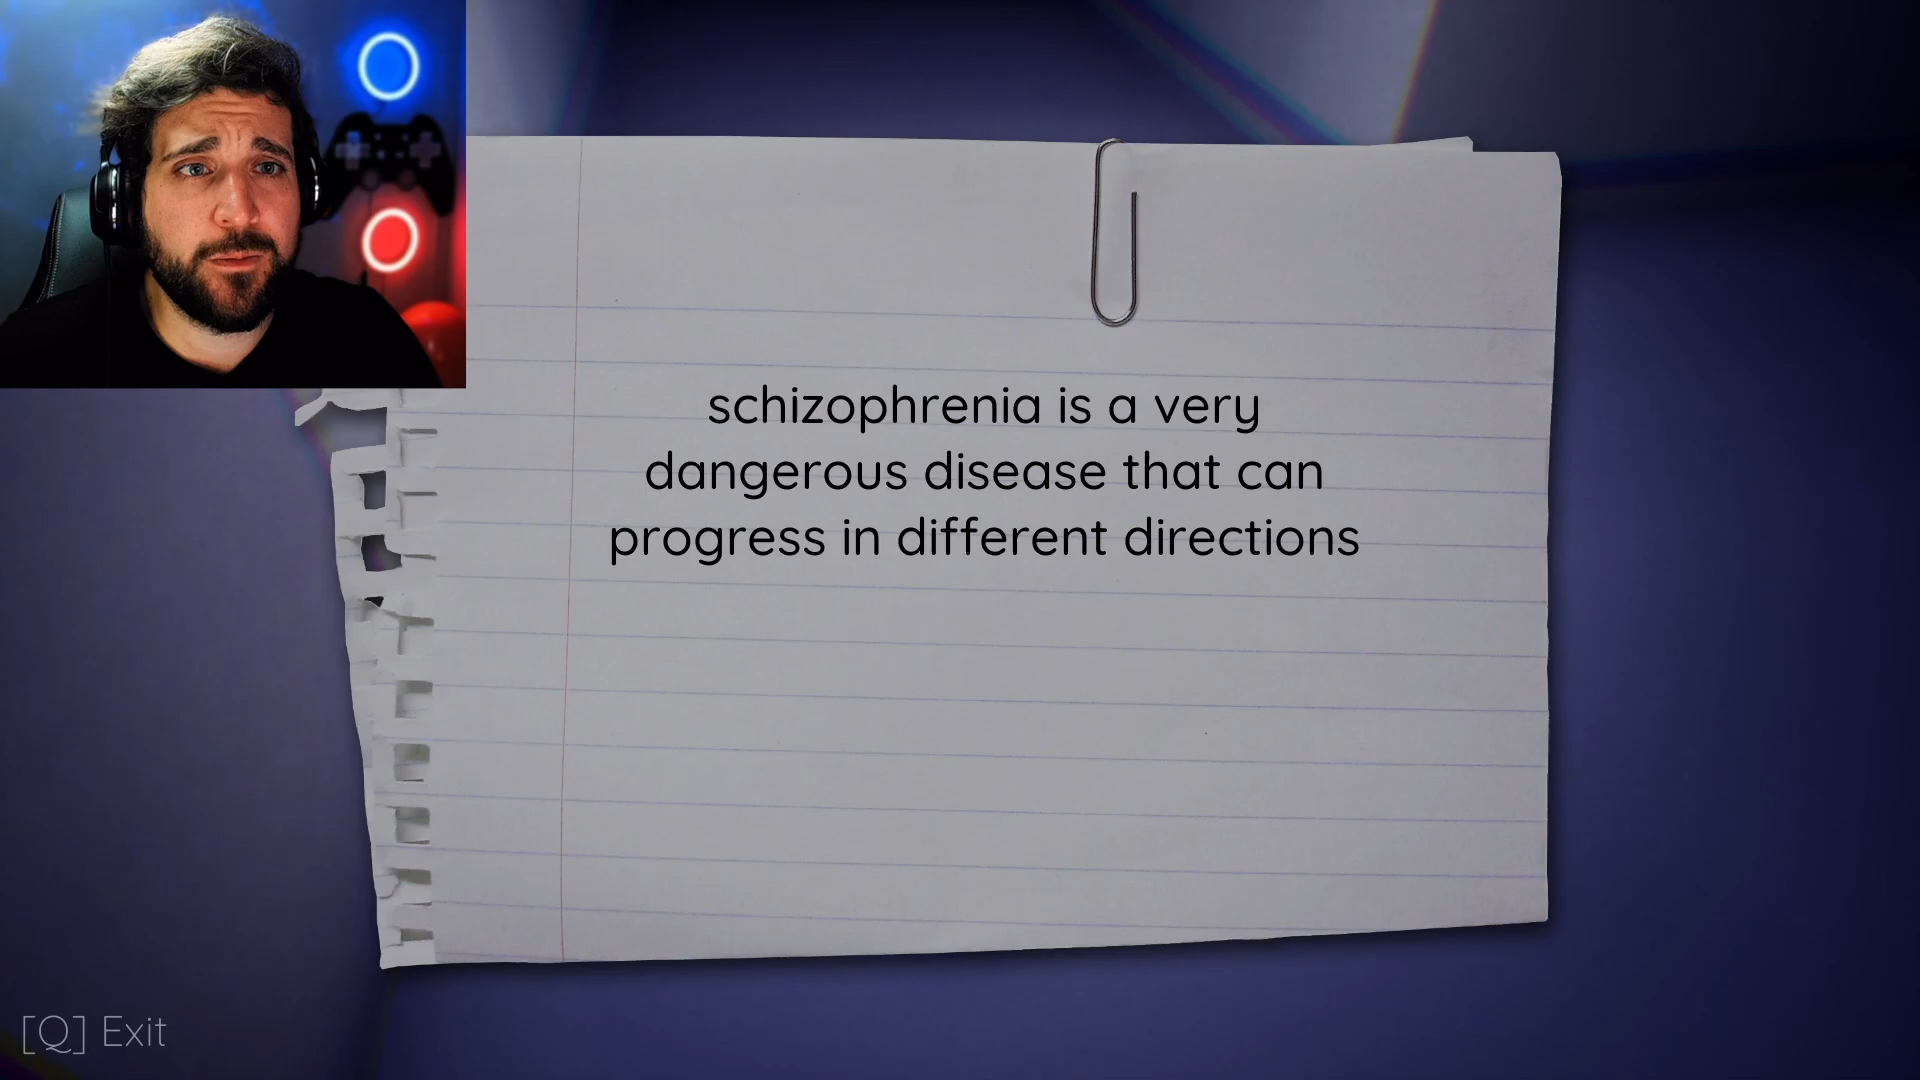 schizophrenia is a very
dangerous disease that can
progress in different directions
[Q] Exit